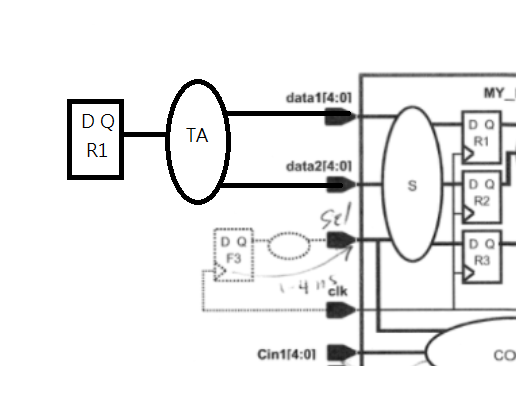 data1[4:0]
MY_
D Q
R1
TA
D Q
R1
data2[4:0]
S
D Q
R2
Sel
D Q
F3
D Q
R3
1.4 ns
clk
Cin1[4:0]
CO